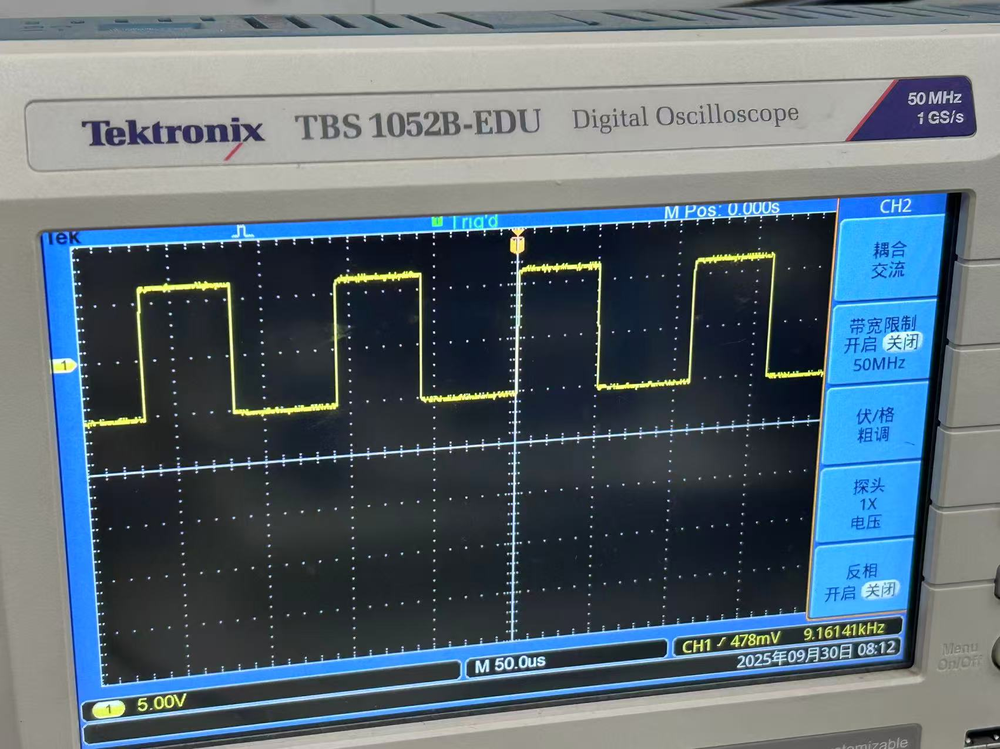 Tektronix TBS 1052B-EDU Digital Oscilloscope
50 MHz
1 GS/s
Tek Trig'd M Pos: 0.000s CH2
耦合
交流
带宽限制
开启 关闭
50MHz
伏/格
粗调
探头
1X
电压
反相
开启 关闭
1
1 5.00V
M 50.0us
CH1 478mV 9.16141kHz
2025年09月30日 08:12
Menu
On/Off